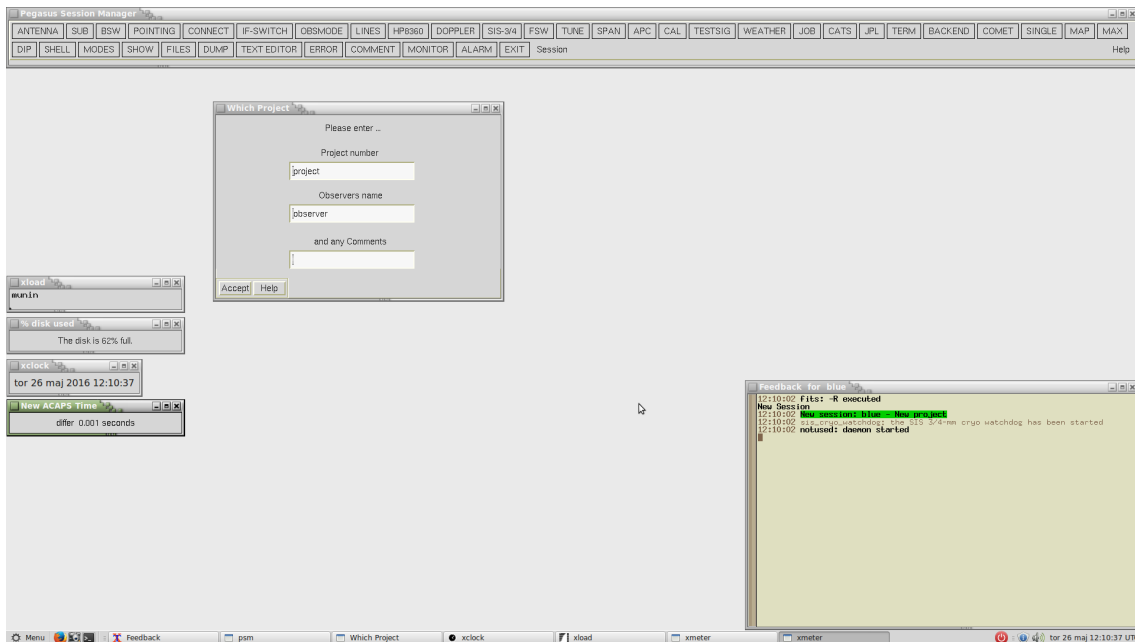 Pegasus Session Manager
ANTENNA SUB BSW POINTING CONNECT IF-SWITCH OBSMODE LINES HP8360 DOPPLER SIS-3/4 FSW TUNE SPAN APC CAL TESTSIG WEATHER JOB CATS JPL TERM BACKEND COMET SINGLE MAP MAX
DIP SHELL MODES SHOW FILES DUMP TEXT EDITOR ERROR COMMENT MONITOR ALARM EXIT Session Help
Which Project
Please enter ...
Project number
project
Observers name
observer
and any Comments
Accept Help
xload
munin
% disk used
The disk is 62% full.
xclock
tor 26 maj 2016 12:10:37
New ACAPS Time
differ 0.001 seconds
Feedback for blue
12:10:02 fits: -R executed
New Session
12:10:02 New session: blue - New project
12:10:02 sis_cryo_watchdog: the SIS 3/4-mm cryo watchdog has been started
12:10:02 notused: daemon started
Menu Feedback psm Which Project xclock xload xmeter xmeter tor 26 maj 12:10:37 UT